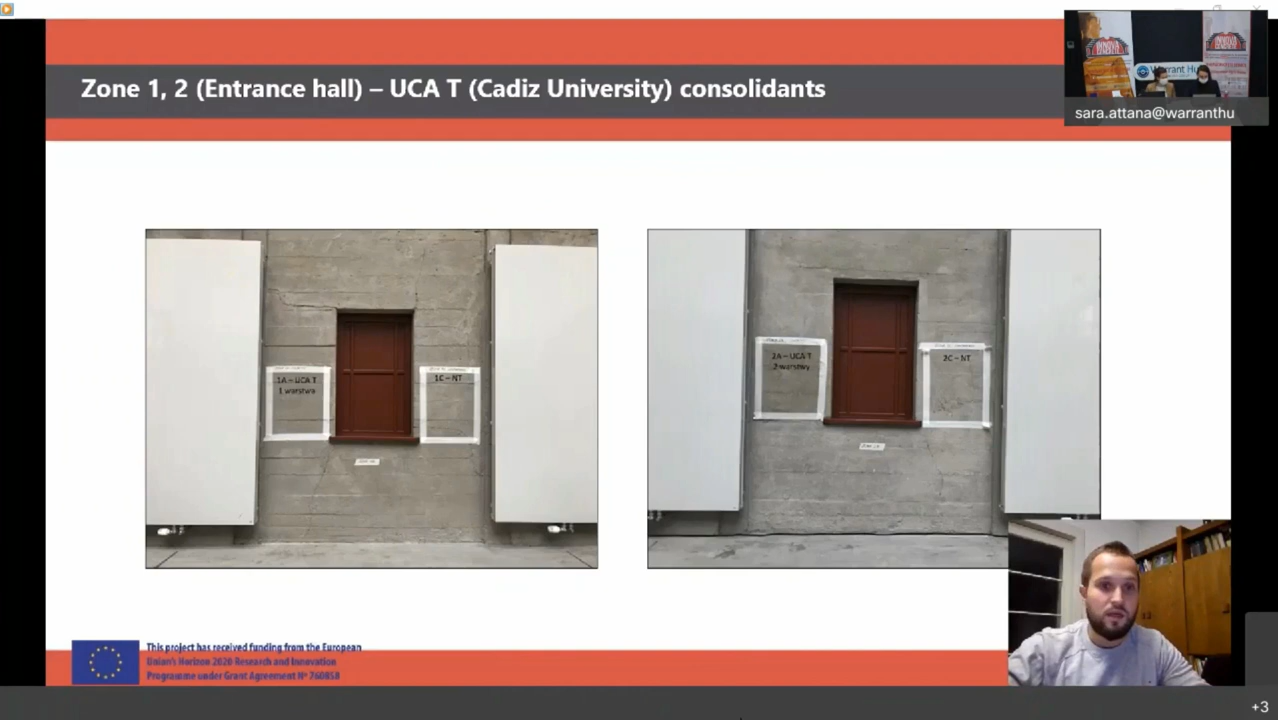 Zone 1, 2 (Entrance hall) – UCA T (Cadiz University) consolidants
Warrant Hu
sara.attana@warranthu
1A – UCA T
1 warstwa
1C – NT
2A – UCA T
2 warstwy
2C – NT
This project has received funding from the European
Union's Horizon 2020 Research and Innovation
Programme under Grant Agreement Nº 760858
+3